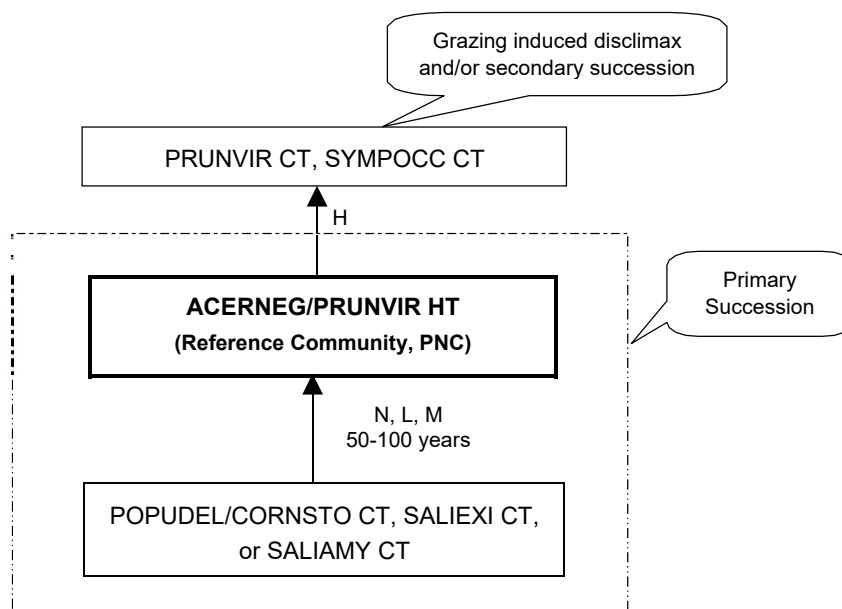 Grazing induced disclimax
and/or secondary succession
PRUNVIR CT, SYMPOCC CT
H
ACERNEG/PRUNVIR HT
(Reference Community, PNC)
Primary
Succession
N, L, M
50-100 years
POPUDEL/CORNSTO CT, SALIEXI CT,
or SALIAMY CT